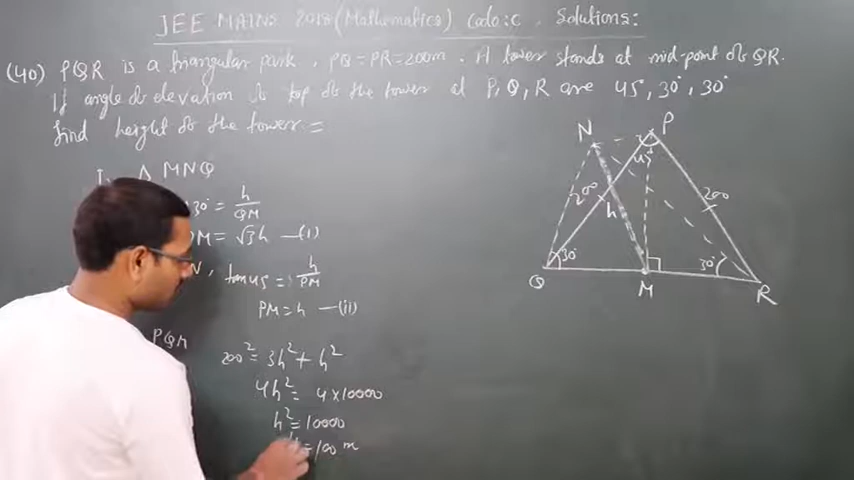 JEE MAINS 2018 (Mathematics) Code:C, Solutions:
(40) PQR is a triangular park. PQ=PR=200m. A tower stands at mid-point of QR.
If angle of elevation of top of the tower at P,Q,R are 45°,30°,30°
find height of the tower =
Δ MNQ
30° = h/QM
M = √3h —(i)
N, tan45 = h/PM
PM=h —(ii)
PQM
200² = 3h² + h²
4h² = 4×10000
h² = 10000
=100 m
N
P
45°
200
200
h
30°
30°
Q
M
R